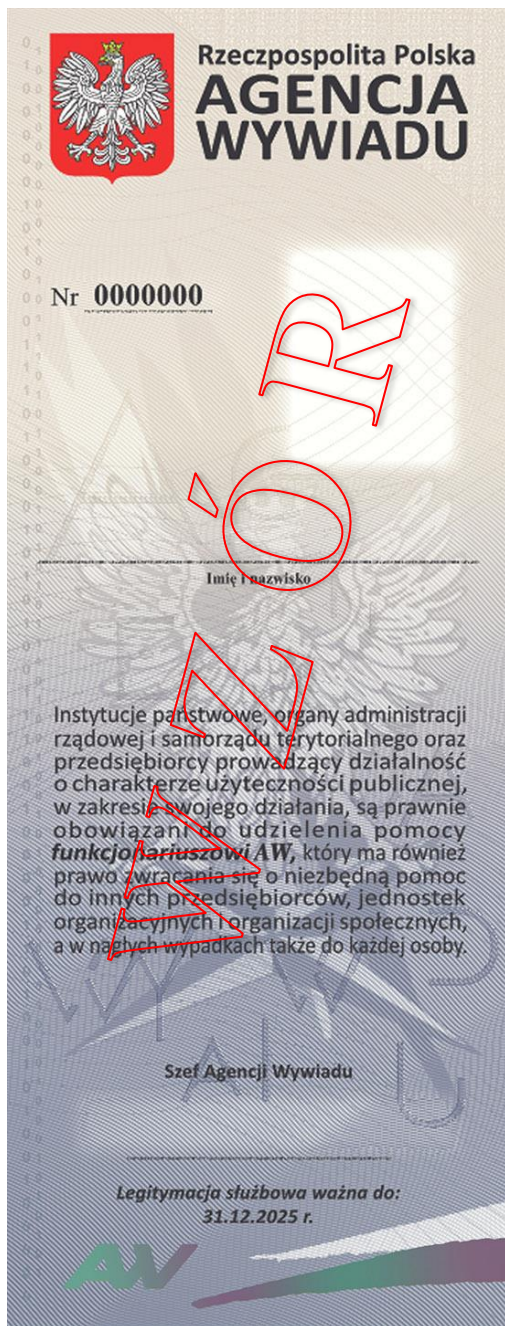 Rzeczpospolita Polska
AGENCJA
WYWIADU
Nr 0000000
WZÓR
Imię i nazwisko
Instytucje państwowe, organy administracji
rządowej i samorządu terytorialnego oraz
przedsiębiorcy prowadzący działalność
o charakterze użyteczności publicznej,
w zakresie swojego działania, są prawnie
obowiązani do udzielenia pomocy
funkcjonariuszowi AW, który ma również
prawo zwracania się o niezbędną pomoc
do innych przedsiębiorców, jednostek
organizacyjnych i organizacji społecznych,
a w nagłych wypadkach także do każdej osoby.
Szef Agencji Wywiadu
Legitymacja służbowa ważna do:
31.12.2025 r.
AW